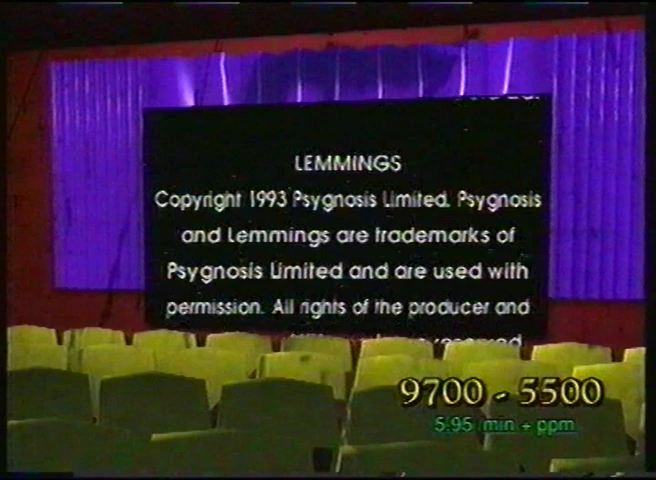 LEMMINGS
Copyright 1993 Psygnosis Limited. Psygnosis
and Lemmings are trademarks of
Psygnosis Limited and are used with
permission. All rights of the producer and
reserved
9700 - 5500
5.95 /min + ppm